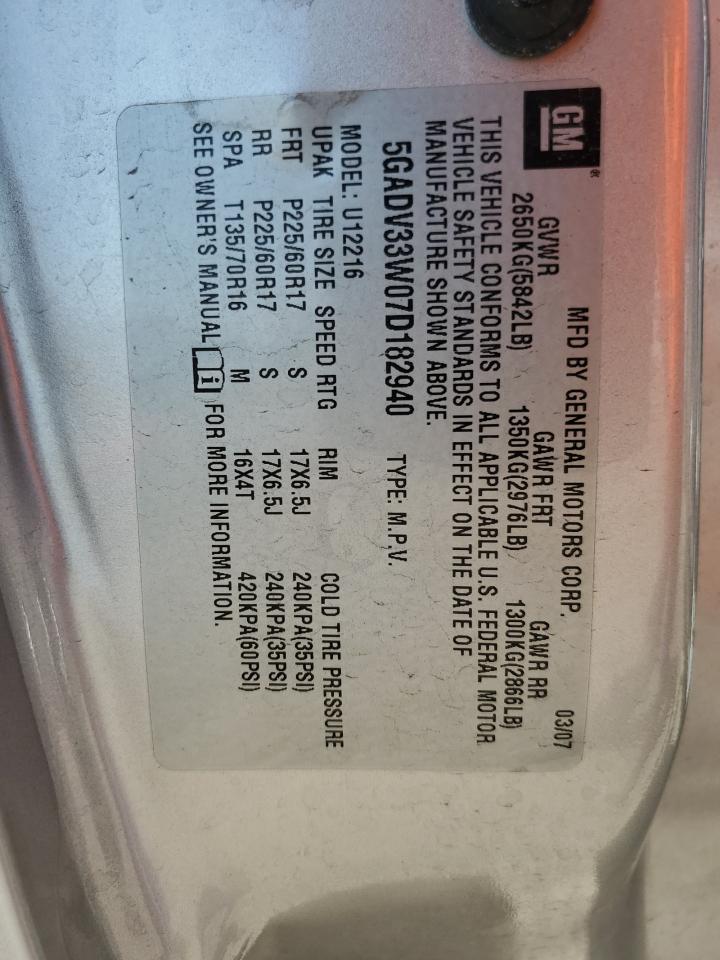 GM®
MFD BY GENERAL MOTORS CORP. 03/07
GVWR GAWR FRT GAWR RR
2650KG(5842LB) 1350KG(2976LB) 1300KG(2866LB)
THIS VEHICLE CONFORMS TO ALL APPLICABLE U.S. FEDERAL MOTOR
VEHICLE SAFETY STANDARDS IN EFFECT ON THE DATE OF
MANUFACTURE SHOWN ABOVE.
5GADV33W07D182940 TYPE: M.P.V.
MODEL: U12216
UPAK TIRE SIZE SPEED RTG RIM COLD TIRE PRESSURE
FRT P225/60R17 S 17X6.5J 240KPA(35PSI)
RR P225/60R17 S 17X6.5J 240KPA(35PSI)
SPA T135/70R16 M 16X4T 420KPA(60PSI)
SEE OWNER'S MANUAL i FOR MORE INFORMATION.